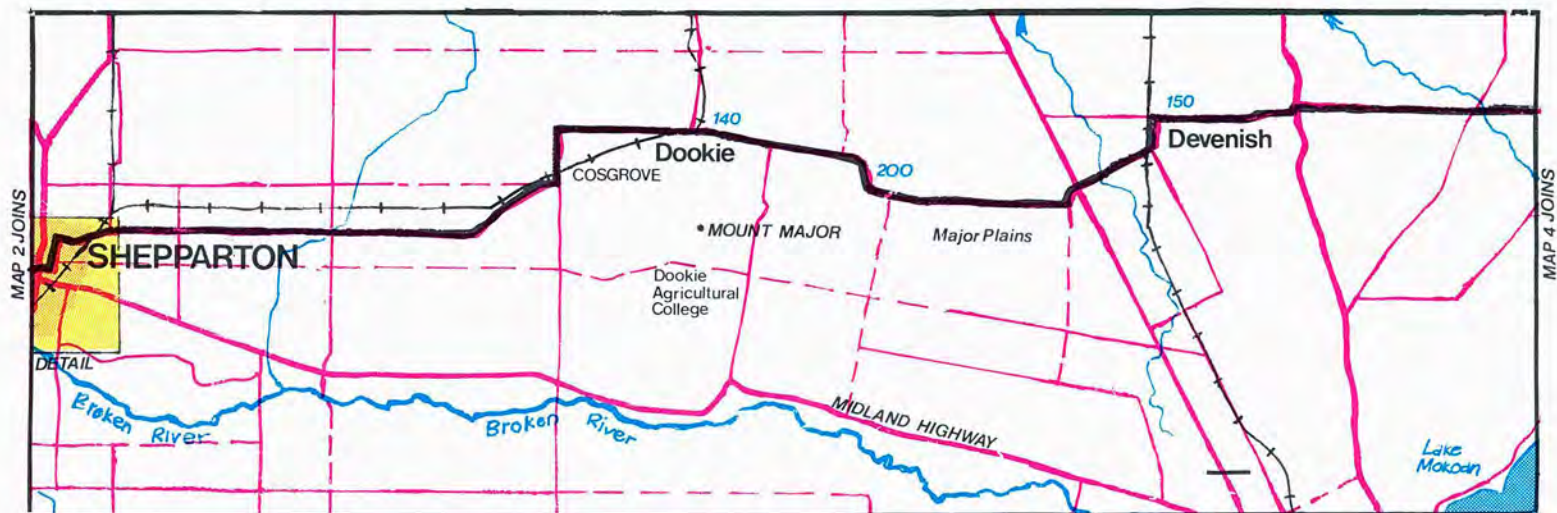 150
140
Dookie
Devenish
COSGROVE
200
MAP 2 JOINS
MAP 4 JOINS
SHEPPARTON
MOUNT MAJOR
Major Plains
Dookie
Agricultural
College
DETAIL
Broken River
Broken River
MIDLAND HIGHWAY
Lake
Mokoan